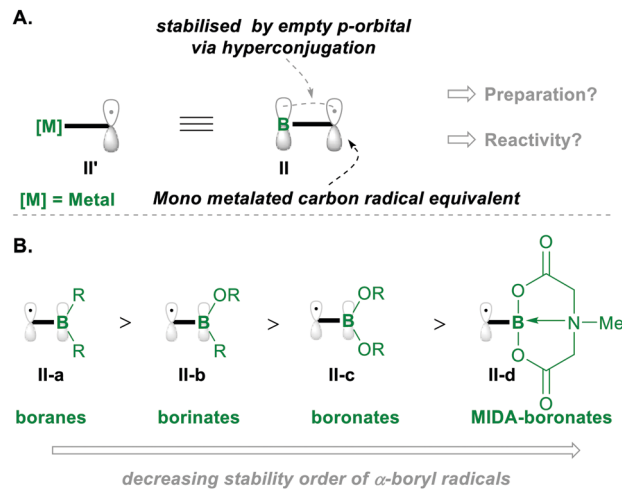 A.
stabilised by empty p-orbital
via hyperconjugation
[M]
B
II'
II
Preparation?
Reactivity?
[M] = Metal
Mono metalated carbon radical equivalent
B.
R
B
R
II-a
boranes
>
OR
B
R
II-b
borinates
>
OR
B
OR
II-c
boronates
>
O
O
B
N
Me
O
O
II-d
MIDA-boronates
decreasing stability order of α-boryl radicals